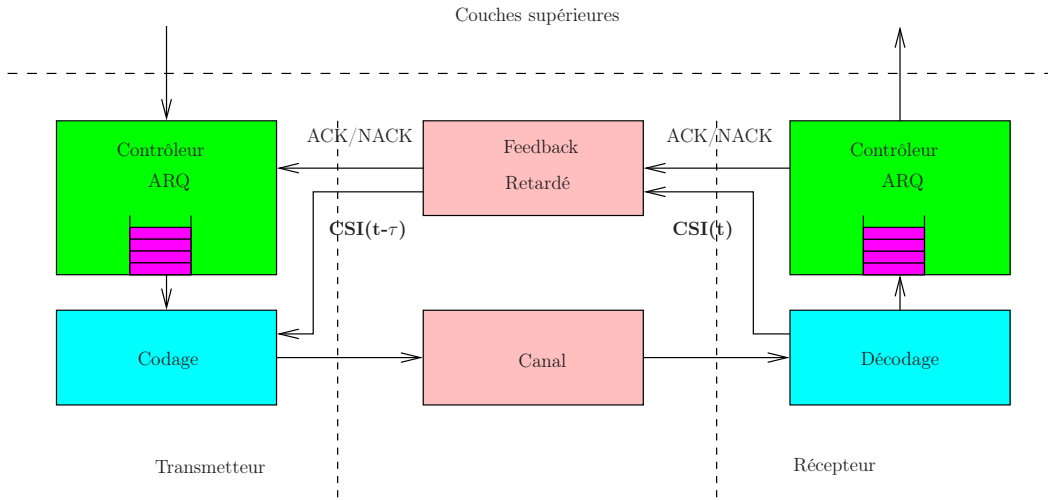 Couches supérieures
ACK/NACK
ACK/NACK
Contrôleur
ARQ
Feedback
Retardé
Contrôleur
ARQ
CSI(t-τ)
CSI(t)
Codage
Canal
Décodage
Transmetteur
Récepteur